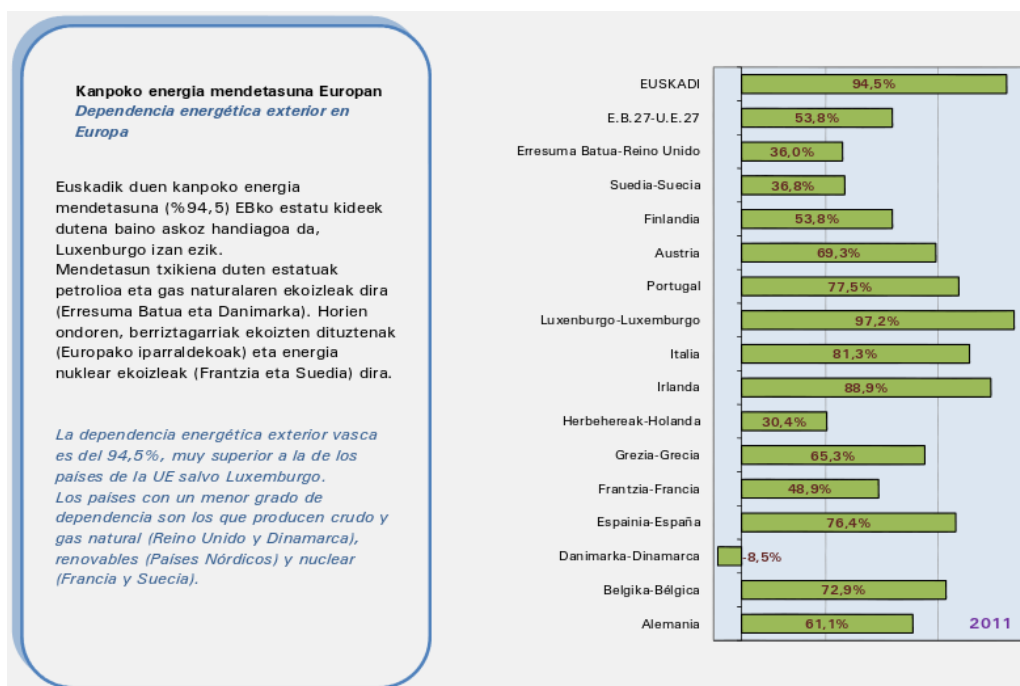 Kanpoko energia mendetasuna Europan
Dependencia energética exterior en
Europa
Euskadik duen kanpoko energia
mendetasuna (%94,5) EBko estatu kideek
dutena baino askoz handiagoa da,
Luxenburgo izan ezik.
Mendetasun txikiena duten estatuak
petrolioa eta gas naturalaren ekoizleak dira
(Erresuma Batua eta Danimarka). Horien
ondoren, berriztagarriak ekoizten dituztenak
(Europako iparraldekoak) eta energia
nuklear ekoizleak (Frantzia eta Suedia) dira.
La dependencia energética exterior vasca
es del 94,5%, muy superior a la de los
países de la UE salvo Luxemburgo.
Los países con un menor grado de
dependencia son los que producen crudo y
gas natural (Reino Unido y Dinamarca),
renovables (Países Nórdicos) y nuclear
(Francia y Suecia).
EUSKADI 94,5%
E.B.27-U.E.27 53,8%
Erresuma Batua-Reino Unido 36,0%
Suedia-Suecia 36,8%
Finlandia 53,8%
Austria 69,3%
Portugal 77,5%
Luxenburgo-Luxemburgo 97,2%
Italia 81,3%
Irlanda 88,9%
Herbehereak-Holanda 30,4%
Grezia-Grecia 65,3%
Frantzia-Francia 48,9%
Espainia-España 76,4%
Danimarka-Dinamarca -8,5%
Belgika-Bélgica 72,9%
Alemania 61,1%
2011